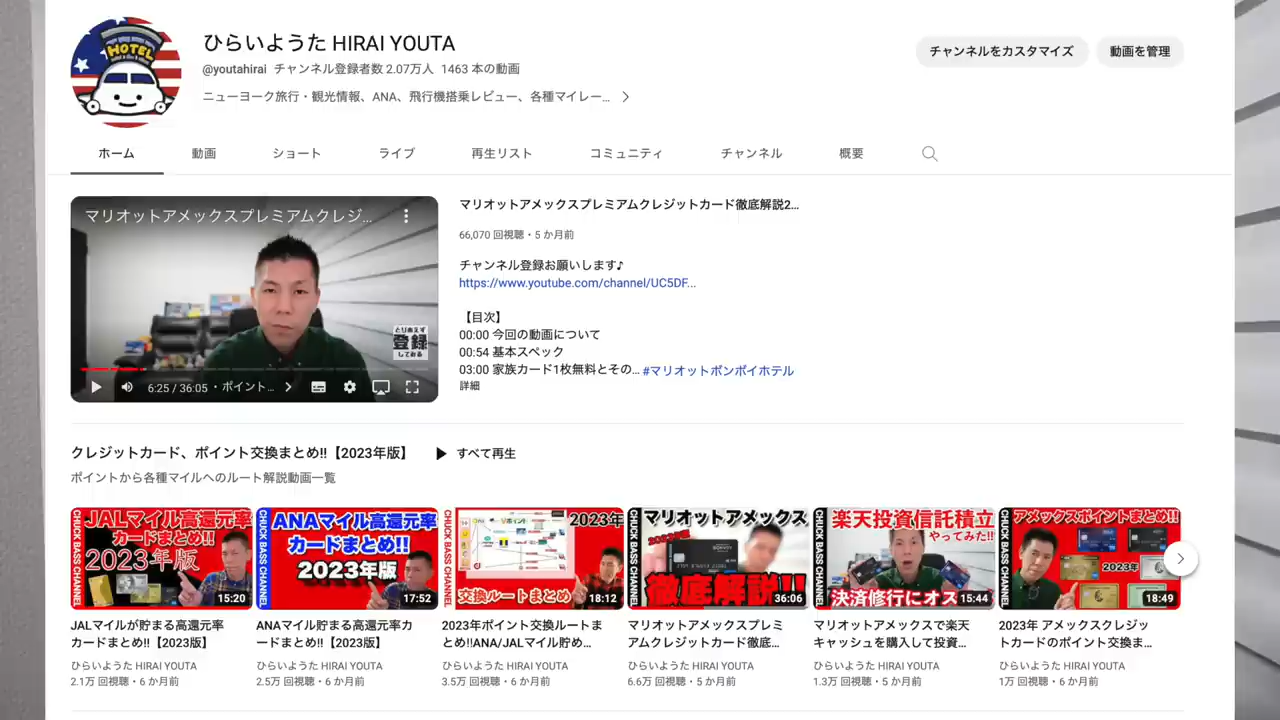 HOTEL
ひらいようた HIRAI YOUTA
@youtahirai チャンネル登録者数 2.07万人 1463 本の動画
ニューヨーク旅行・観光情報、ANA、飛行機搭乗レビュー、各種マイレー...
チャンネルをカスタマイズ
動画を管理
ホーム 動画 ショート ライブ 再生リスト コミュニティ チャンネル 概要
マリオットアメックスプレミアムクレジ...
とりあえず
登録
してみる
6:25 / 36:05・ポイント...
マリオットアメックスプレミアムクレジットカード徹底解説2...
66,070 回視聴・5 か月前
チャンネル登録お願いします♪
https://www.youtube.com/channel/UC5DF...
【目次】
00:00 今回の動画について
00:54 基本スペック
03:00 家族カード1枚無料とその... #マリオットボンボイホテル
詳細
クレジットカード、ポイント交換まとめ!!【2023年版】 すべて再生
ポイントから各種マイルへのルート解説動画一覧
CHUCK BASS CHANNEL
JALマイル高還元率
カードまとめ!!
2023年版
15:20
CHUCK BASS CHANNEL
ANAマイル高還元率
カードまとめ!!
2023年版
17:52
CHUCK BASS CHANNEL
2023年
交換ルートまとめ
18:12
CHUCK BASS CHANNEL
マリオットアメックス
2023年版
徹底解説!!
36:06
CHUCK BASS CHANNEL
楽天投資信託積立
やってみた!!
決済修行にオス
15:44
CHUCK BASS CHANNEL
アメックスポイントまとめ!!
2023年
18:49
JALマイルが貯まる高還元率
カードまとめ!!【2023版】
ひらいようた HIRAI YOUTA
2.1万 回視聴・6 か月前
ANAマイル貯まる高還元率カ
ードまとめ!!【2023版】
ひらいようた HIRAI YOUTA
2.5万 回視聴・6 か月前
2023年ポイント交換ルートま
とめ!!ANA/JALマイル貯め...
ひらいようた HIRAI YOUTA
3.5万 回視聴・6 か月前
マリオットアメックスプレミ
アムクレジットカード徹底...
ひらいようた HIRAI YOUTA
6.6万 回視聴・5 か月前
マリオットアメックスで楽天
キャッシュを購入して投資...
ひらいようた HIRAI YOUTA
1.3万 回視聴・5 か月前
2023年 アメックスクレジッ
トカードのポイント交換ま...
ひらいようた HIRAI YOUTA
1万 回視聴・6 か月前